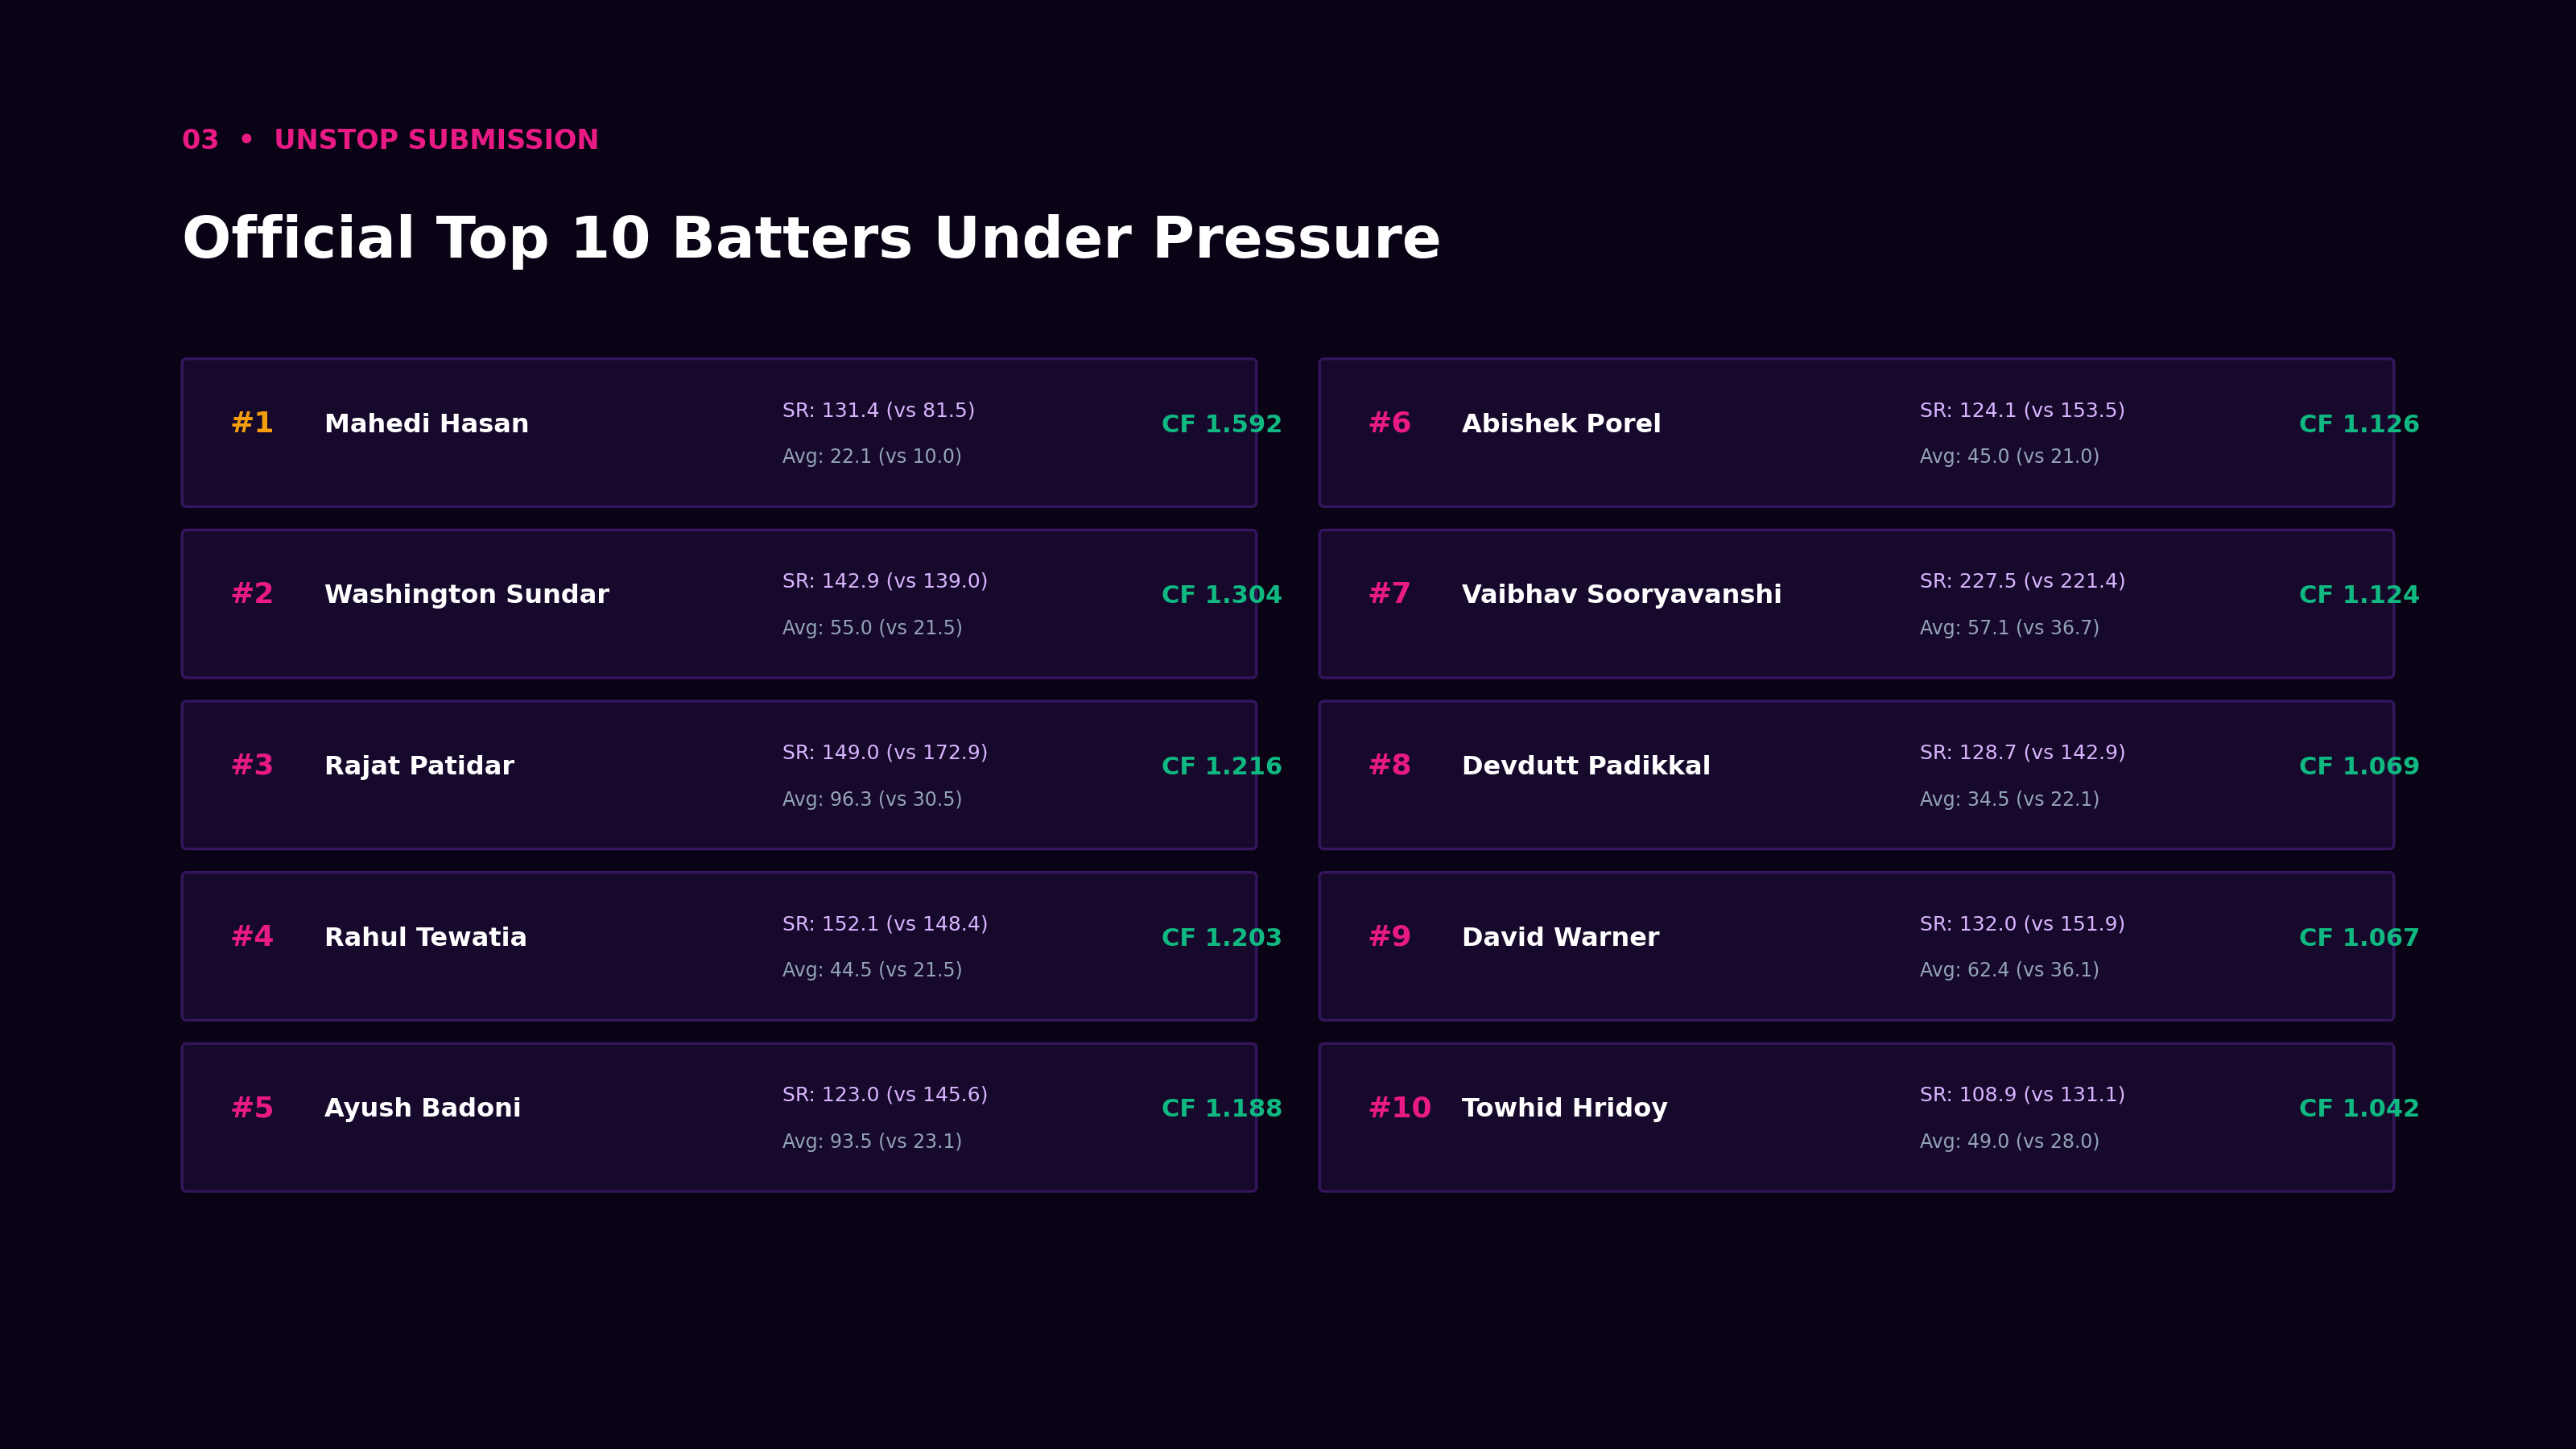 03 • UNSTOP SUBMISSION
Official Top 10 Batters Under Pressure
#1 Mahedi Hasan
SR: 131.4 (vs 81.5)
Avg: 22.1 (vs 10.0)
CF 1.592
#2 Washington Sundar
SR: 142.9 (vs 139.0)
Avg: 55.0 (vs 21.5)
CF 1.304
#3 Rajat Patidar
SR: 149.0 (vs 172.9)
Avg: 96.3 (vs 30.5)
CF 1.216
#4 Rahul Tewatia
SR: 152.1 (vs 148.4)
Avg: 44.5 (vs 21.5)
CF 1.203
#5 Ayush Badoni
SR: 123.0 (vs 145.6)
Avg: 93.5 (vs 23.1)
CF 1.188
#6 Abishek Porel
SR: 124.1 (vs 153.5)
Avg: 45.0 (vs 21.0)
CF 1.126
#7 Vaibhav Sooryavanshi
SR: 227.5 (vs 221.4)
Avg: 57.1 (vs 36.7)
CF 1.124
#8 Devdutt Padikkal
SR: 128.7 (vs 142.9)
Avg: 34.5 (vs 22.1)
CF 1.069
#9 David Warner
SR: 132.0 (vs 151.9)
Avg: 62.4 (vs 36.1)
CF 1.067
#10 Towhid Hridoy
SR: 108.9 (vs 131.1)
Avg: 49.0 (vs 28.0)
CF 1.042